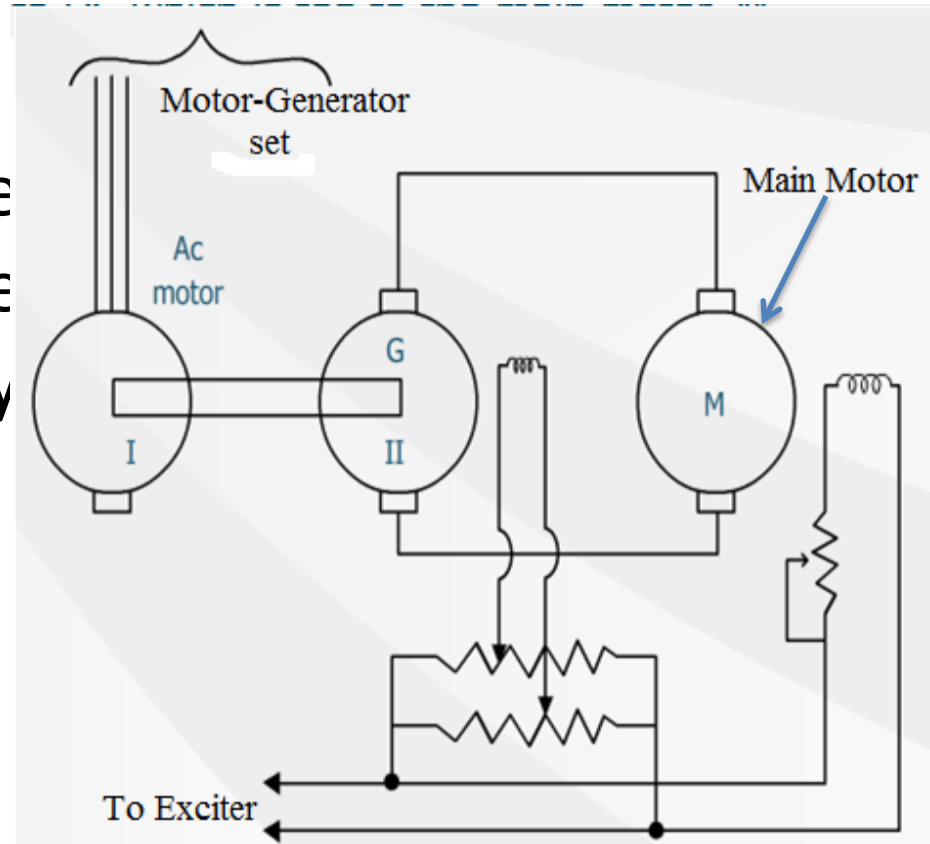 Motor-Generator
set
Main Motor
Ac
motor
G
M
I
II
To Exciter